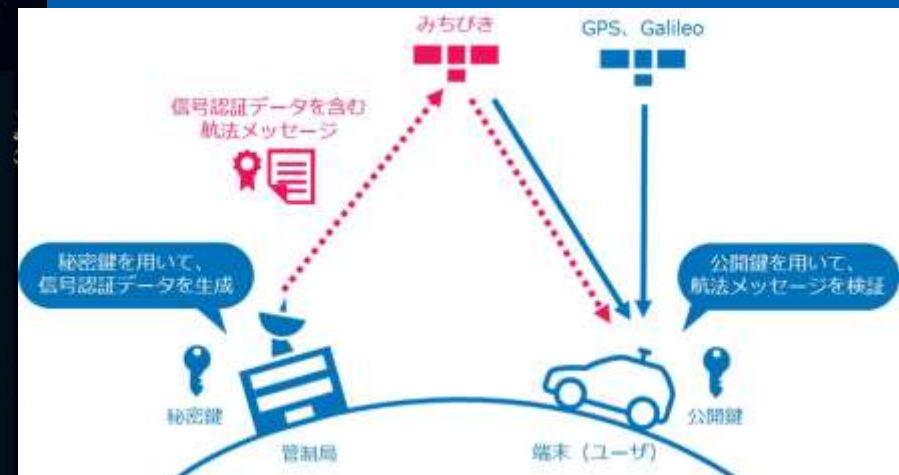 みちびき
GPS、Galileo
信号認証データを含む
航法メッセージ
秘密鍵を用いて、
信号認証データを生成
公開鍵を用いて、
航法メッセージを検証
秘密鍵
管制局
端末（ユーザ）
公開鍵